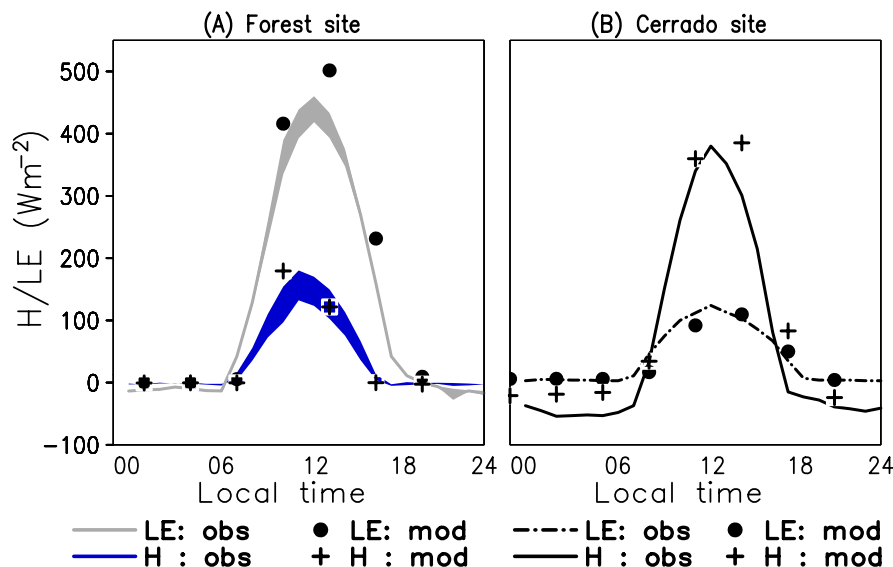 (A) Forest site
(B) Cerrado site
H/LE (Wm−2)
500
400
300
200
100
0
−100
00 06 12 18 24
00 06 12 18 24
Local time
Local time
LE: obs LE: mod LE: obs LE: mod
H : obs H : mod H : obs H : mod